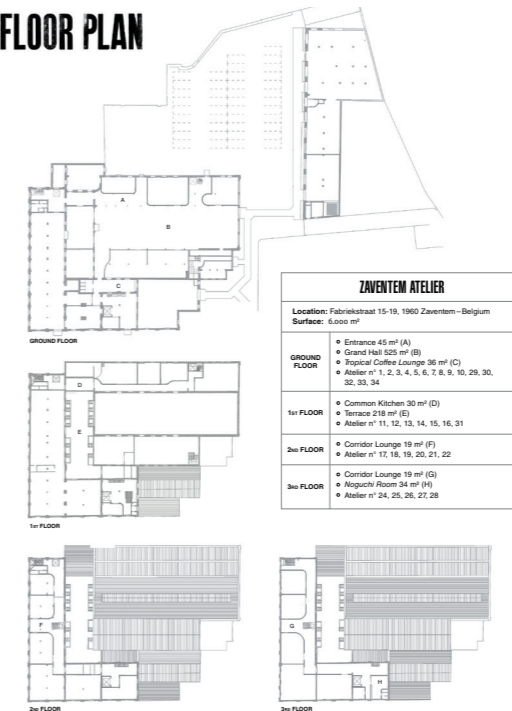 FLOOR PLAN
A
B
C
GROUND FLOOR
D
E
1ST FLOOR
ZAVENTEM ATELIER
Location: Fabriekstraat 15-19, 1960 Zaventem – Belgium
Surface: 6.000 m²
GROUND
FLOOR
Entrance 45 m² (A)
Grand Hall 525 m² (B)
Tropical Coffee Lounge 36 m² (C)
Atelier n° 1, 2, 3, 4, 5, 6, 7, 8, 9, 10, 29, 30,
32, 33, 34
1ST FLOOR
Common Kitchen 30 m² (D)
Terrace 218 m² (E)
Atelier n° 11, 12, 13, 14, 15, 16, 31
2ND FLOOR
Corridor Lounge 19 m² (F)
Atelier n° 17, 18, 19, 20, 21, 22
3RD FLOOR
Corridor Lounge 19 m² (G)
Noguchi Room 34 m² (H)
Atelier n° 24, 25, 26, 27, 28
F
2ND FLOOR
G
H
3RD FLOOR